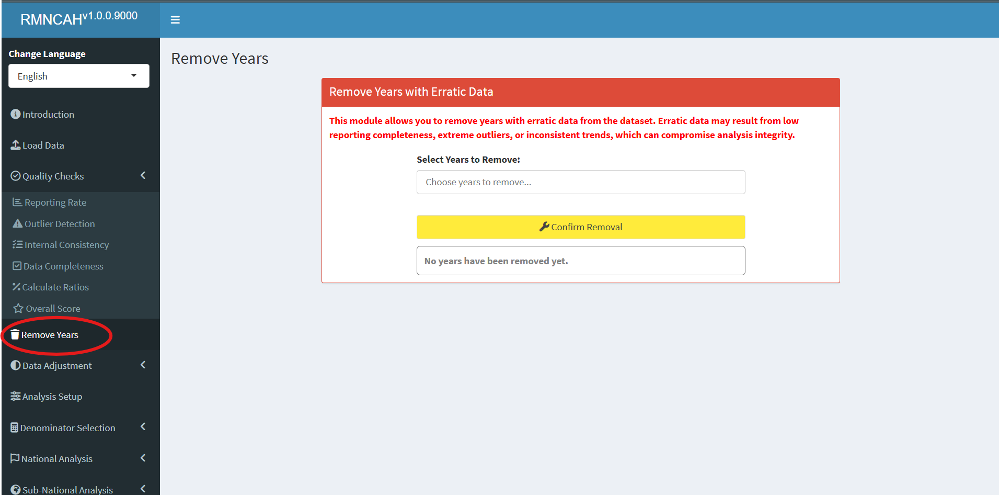 RMNCAHv1.0.0.9000
Change Language
English
Introduction
Load Data
Quality Checks
Reporting Rate
Outlier Detection
Internal Consistency
Data Completeness
Calculate Ratios
Overall Score
Remove Years
Data Adjustment
Analysis Setup
Denominator Selection
National Analysis
Sub-National Analysis
Remove Years
Remove Years with Erratic Data
This module allows you to remove years with erratic data from the dataset. Erratic data may result from low
reporting completeness, extreme outliers, or inconsistent trends, which can compromise analysis integrity.
Select Years to Remove:
Choose years to remove...
Confirm Removal
No years have been removed yet.